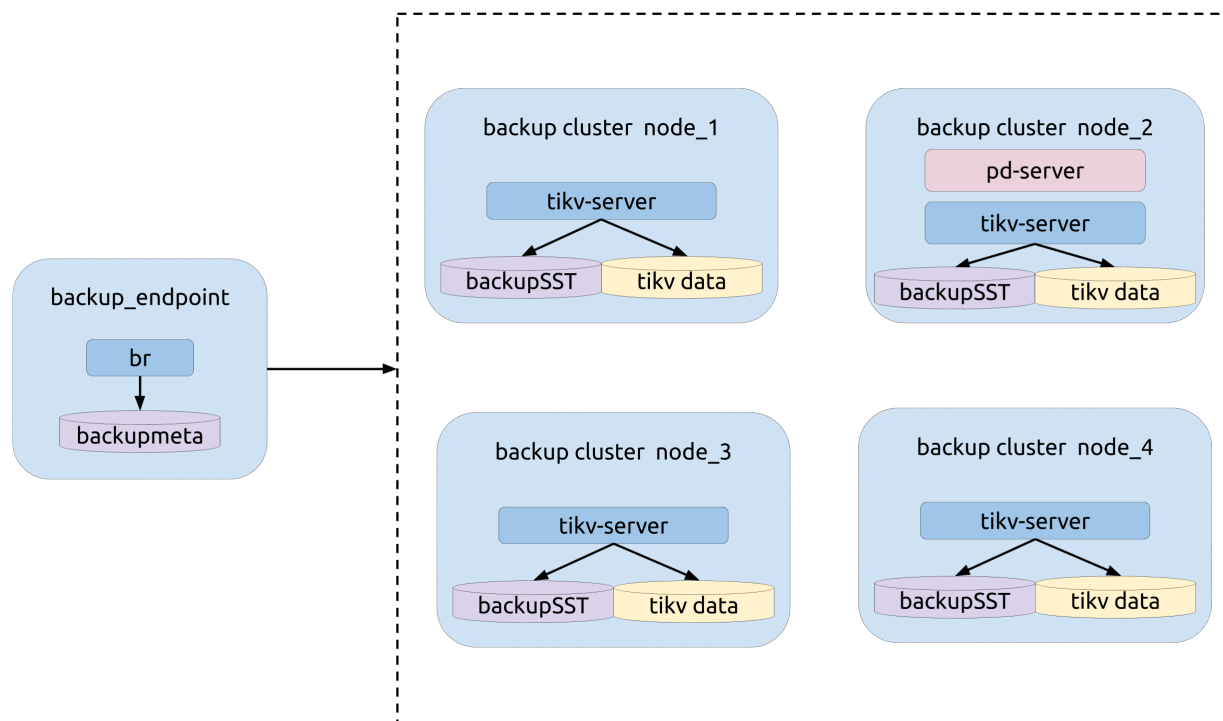 backup_endpoint
br
backupmeta
backup cluster  node_1
tikv-server
backupSST
tikv data
backup cluster  node_2
pd-server
tikv-server
backupSST
tikv data
backup cluster  node_3
tikv-server
backupSST
tikv data
backup cluster  node_4
tikv-server
backupSST
tikv data